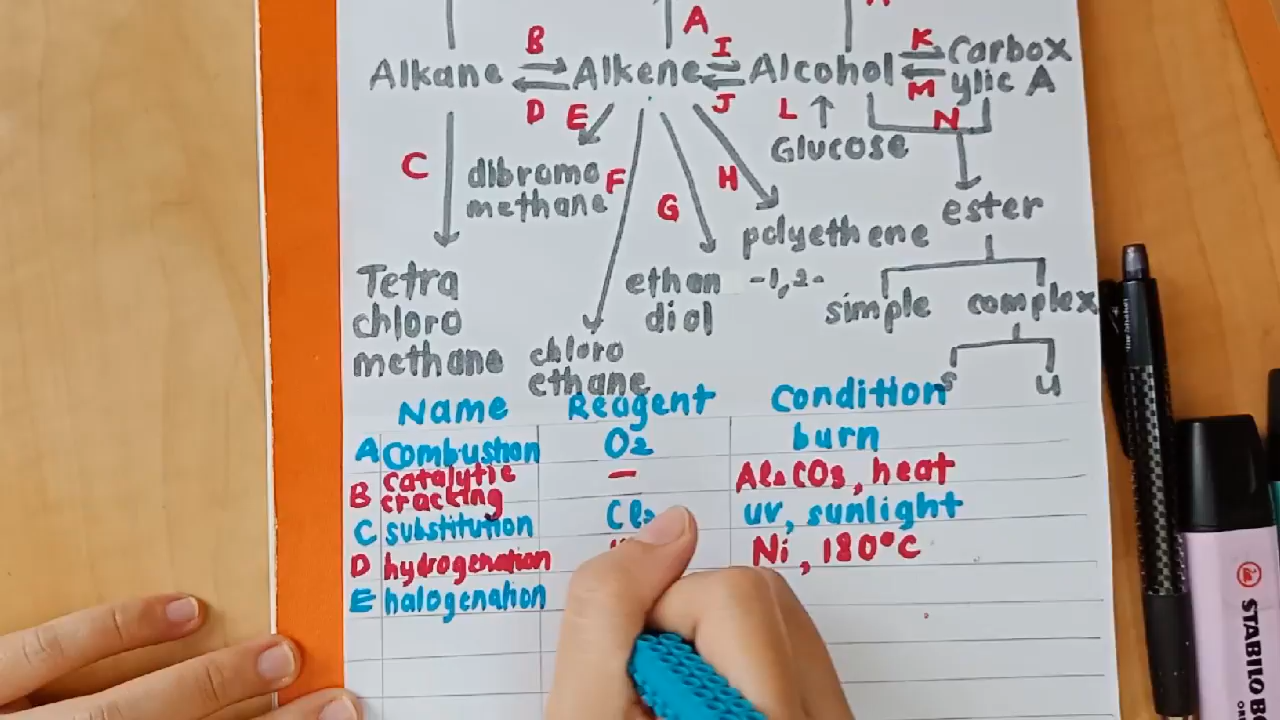 A
B
I
K
Alkane
Alkene
Alcohol
Carbox
ylic A
D
E
J
L
M
N
Glucose
C
dibromo
methane
F
G
H
ester
polyethene
Tetra
chloro
methane
ethan
diol
-1,2-
simple
complex
chloro
ethane
s
u
Name Reagent Condition
A combustion O2 burn
B catalytic
cracking - Al2CO3, heat
C substitution Cl2 uv, sunlight
D hydrogenation Ni, 180°C
E halogenation
STABILO BO